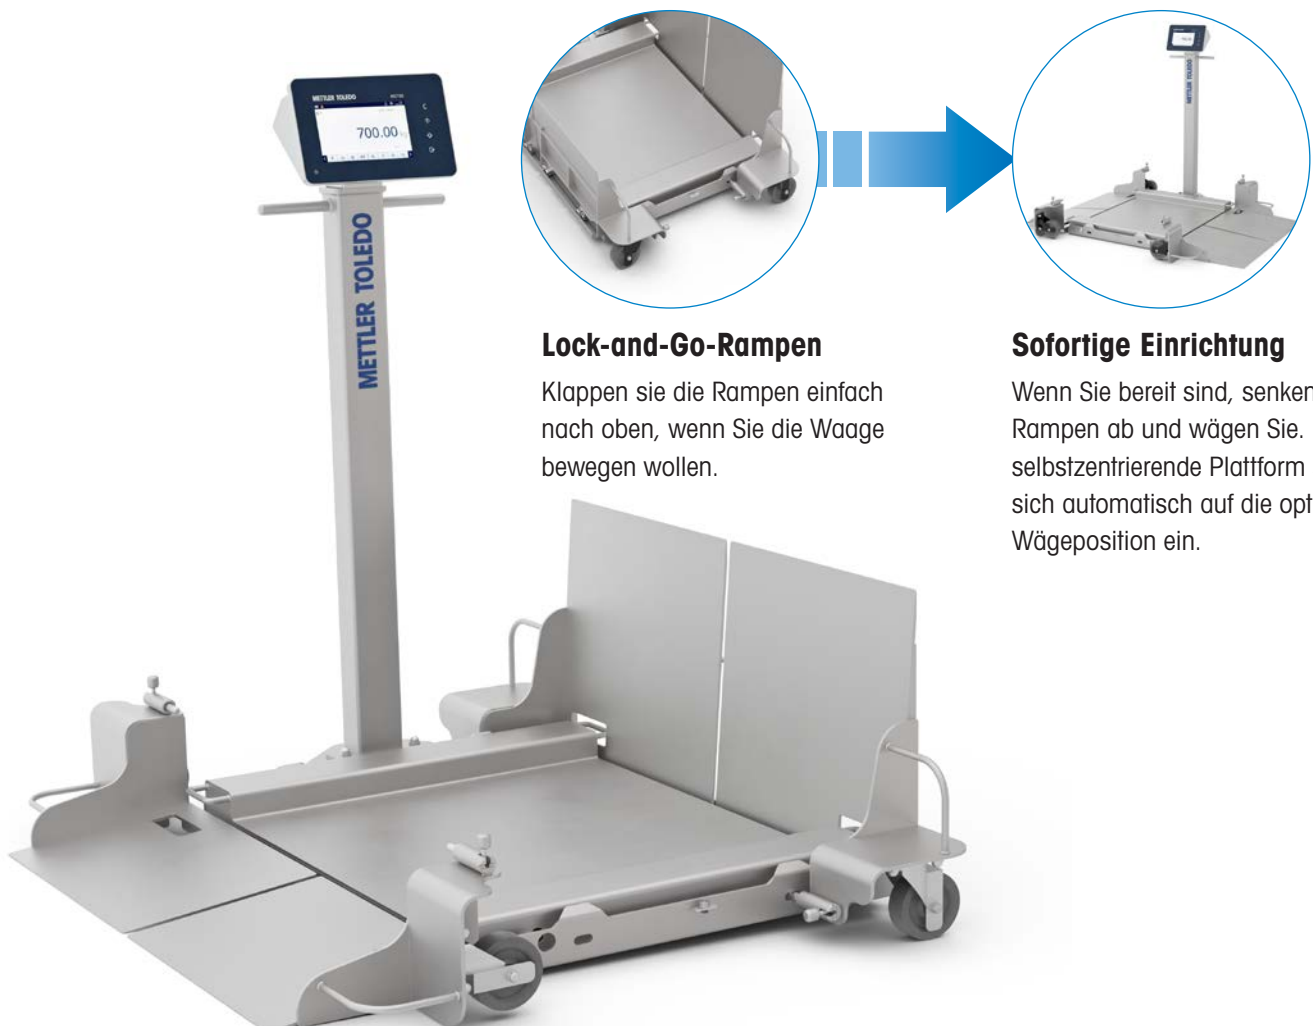 METTLER TOLEDO
700.00
METTLER TOLEDO
METTLER TOLEDO
Lock-and-Go-Rampen
Klappen sie die Rampen einfach
nach oben, wenn Sie die Waage
bewegen wollen.
Sofortige Einrichtung
Wenn Sie bereit sind, senken
Rampen ab und wägen Sie.
selbstzentrierende Plattform
sich automatisch auf die opt
Wägeposition ein.